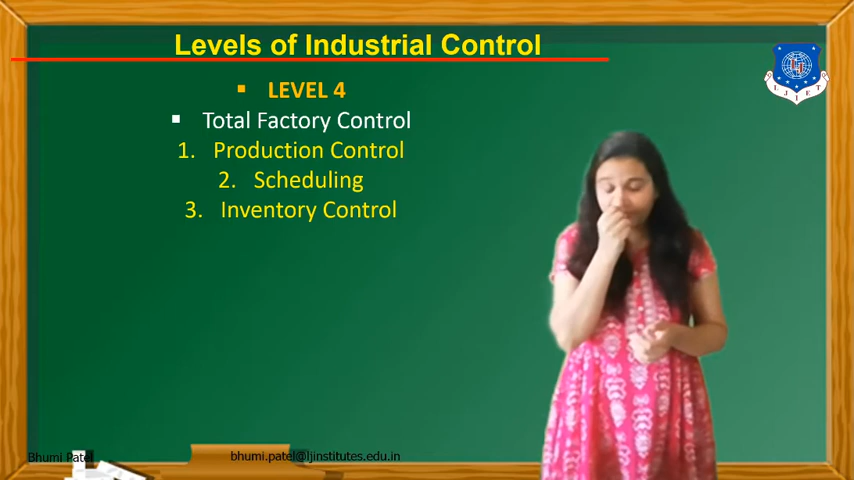 Levels of Industrial Control
▪ LEVEL 4
▪ Total Factory Control
1. Production Control
2. Scheduling
3. Inventory Control
L J I E T
Bhumi Patel
bhumi.patel@ljinstitutes.edu.in